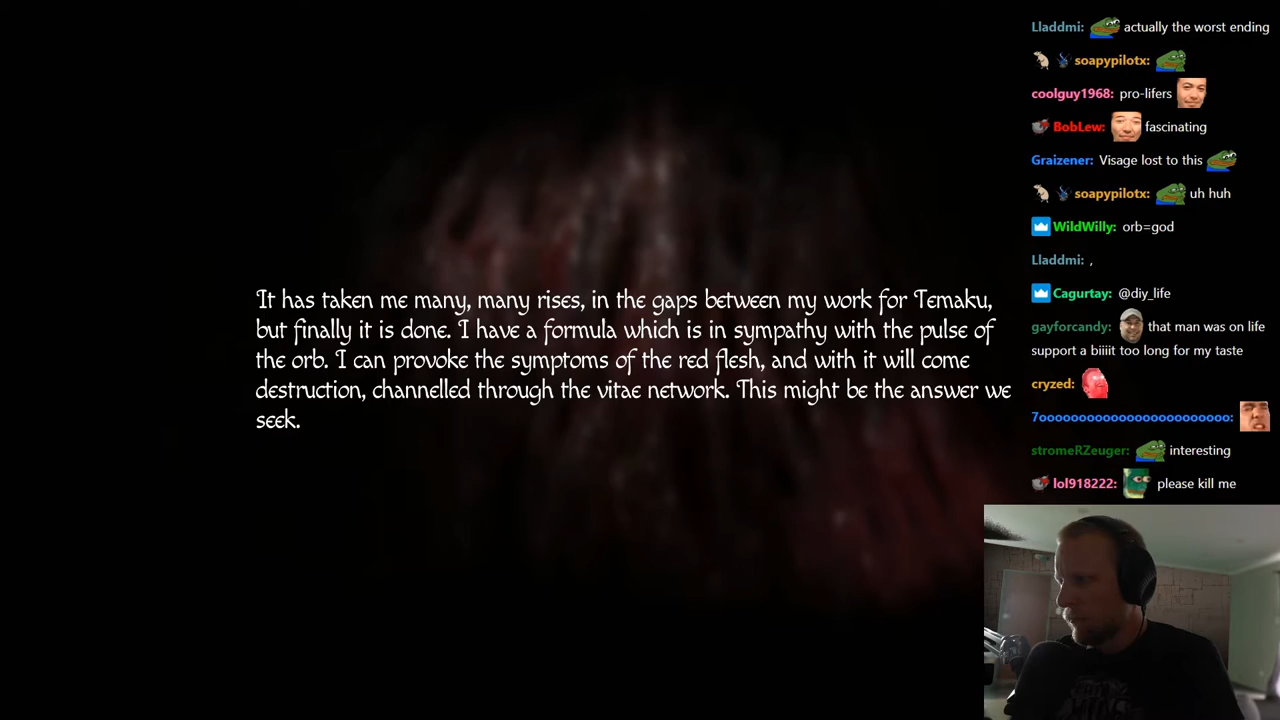 Lladdmi: actually the worst ending
soapypilotx:
coolguy1968: pro-lifers
BobLew: fascinating
Graizener: Visage lost to this
soapypilotx: uh huh
WildWilly: orb=god
Lladdmi: ,
Cagurtay: @diy_life
gayforcandy: that man was on life
support a biiiit too long for my taste
cryzed:
7ooooooooooooooooooooooo:
stromeRZeuger: interesting
lol918222: please kill me
It has taken me many, many rises, in the gaps between my work for Temaku,
but finally it is done. I have a formula which is in sympathy with the pulse of
the orb. I can provoke the symptoms of the red flesh, and with it will come
destruction, channelled through the vitae network. This might be the answer we
seek.